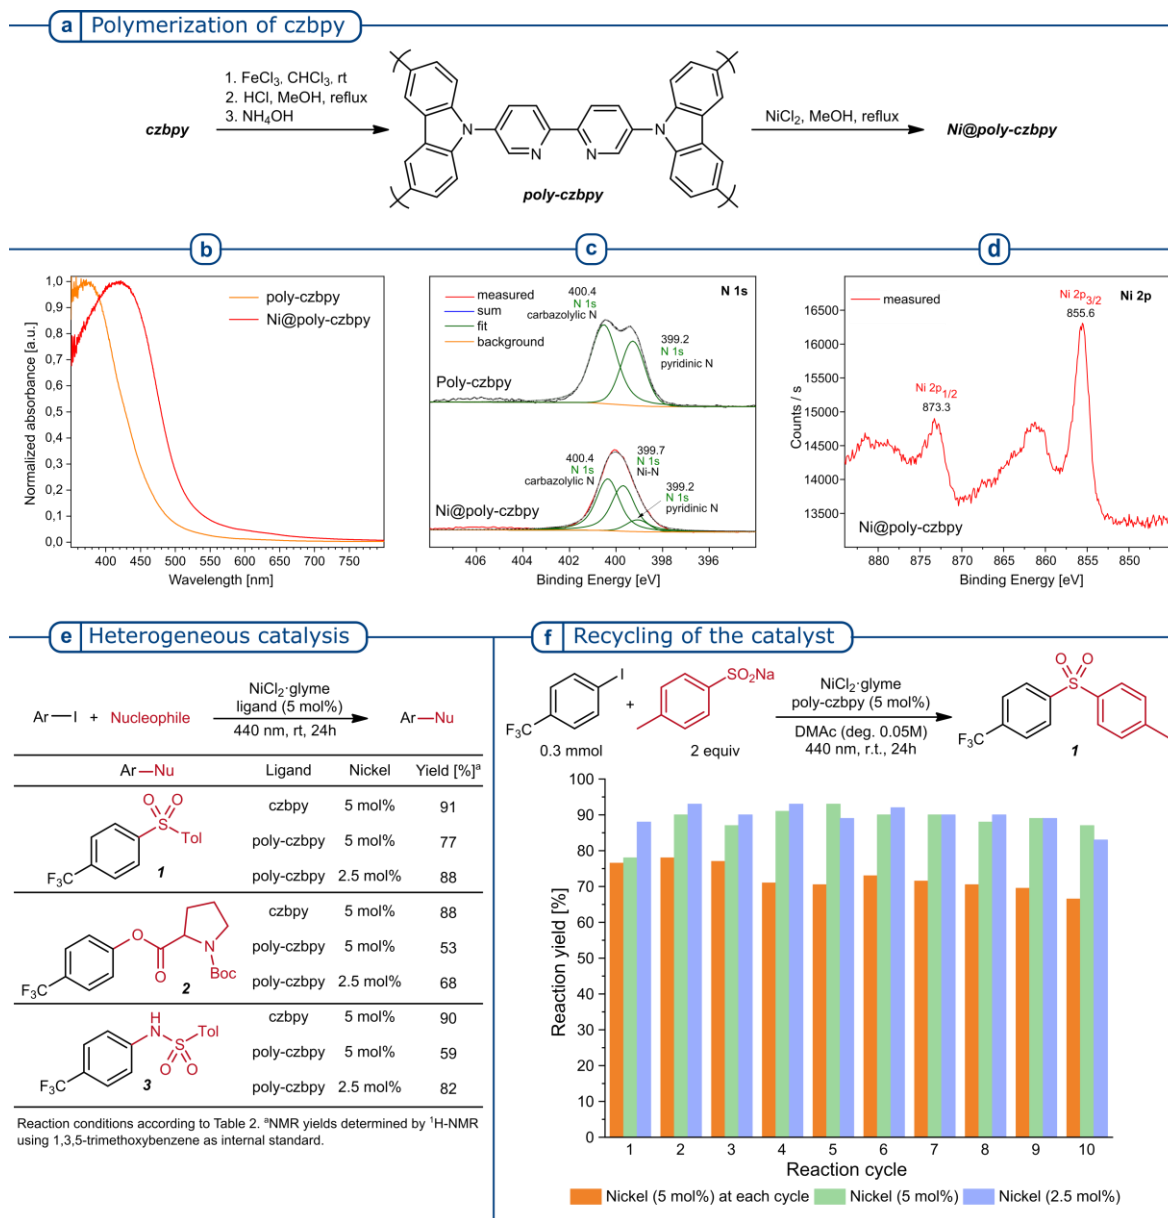 a Polymerization of czbpy
czbpy
1. FeCl3, CHCl3, rt
2. HCl, MeOH, reflux
3. NH4OH
N
N
N
N
poly-czbpy
NiCl2, MeOH, reflux
Ni@poly-czbpy
b
c
d
Normalized absorbance [a.u.]
1,0
0,9
0,8
0,7
0,6
0,5
0,4
0,3
0,2
0,1
0,0
poly-czbpy
Ni@poly-czbpy
400 450 500 550 600 650 700 750
Wavelength [nm]
N 1s
measured
sum
fit
background
400.4
N 1s
carbazolylic N
399.2
N 1s
pyridinic N
Poly-czbpy
400.4
N 1s
carbazolylic N
399.7
N 1s
Ni-N
399.2
N 1s
pyridinic N
Ni@poly-czbpy
406 404 402 400 398 396
Binding Energy [eV]
Ni 2p
measured
Ni 2p3/2
855.6
Ni 2p1/2
873.3
Counts / s
16500
16000
15500
15000
14500
14000
13500
Ni@poly-czbpy
880 875 870 865 860 855 850
Binding Energy [eV]
e Heterogeneous catalysis
Ar—I + Nucleophile
NiCl2·glyme
ligand (5 mol%)
440 nm, rt, 24h
Ar—Nu
Ar—Nu Ligand Nickel Yield [%]a
O O
S
Tol
F3C
1
czbpy 5 mol% 91
poly-czbpy 5 mol% 77
poly-czbpy 2.5 mol% 88
O
O
N
Boc
F3C
2
czbpy 5 mol% 88
poly-czbpy 5 mol% 53
poly-czbpy 2.5 mol% 68
H
N
Tol
S
O O
F3C
3
czbpy 5 mol% 90
poly-czbpy 5 mol% 59
poly-czbpy 2.5 mol% 82
Reaction conditions according to Table 2. aNMR yields determined by 1H-NMR
using 1,3,5-trimethoxybenzene as internal standard.
f Recycling of the catalyst
I
F3C
0.3 mmol
+
SO2Na
2 equiv
NiCl2·glyme
poly-czbpy (5 mol%)
DMAc (deg. 0.05M)
440 nm, r.t., 24h
O O
S
F3C
1
Reaction yield [%]
100
90
80
70
60
50
40
30
20
10
0
1 2 3 4 5 6 7 8 9 10
Reaction cycle
Nickel (5 mol%) at each cycle Nickel (5 mol%) Nickel (2.5 mol%)